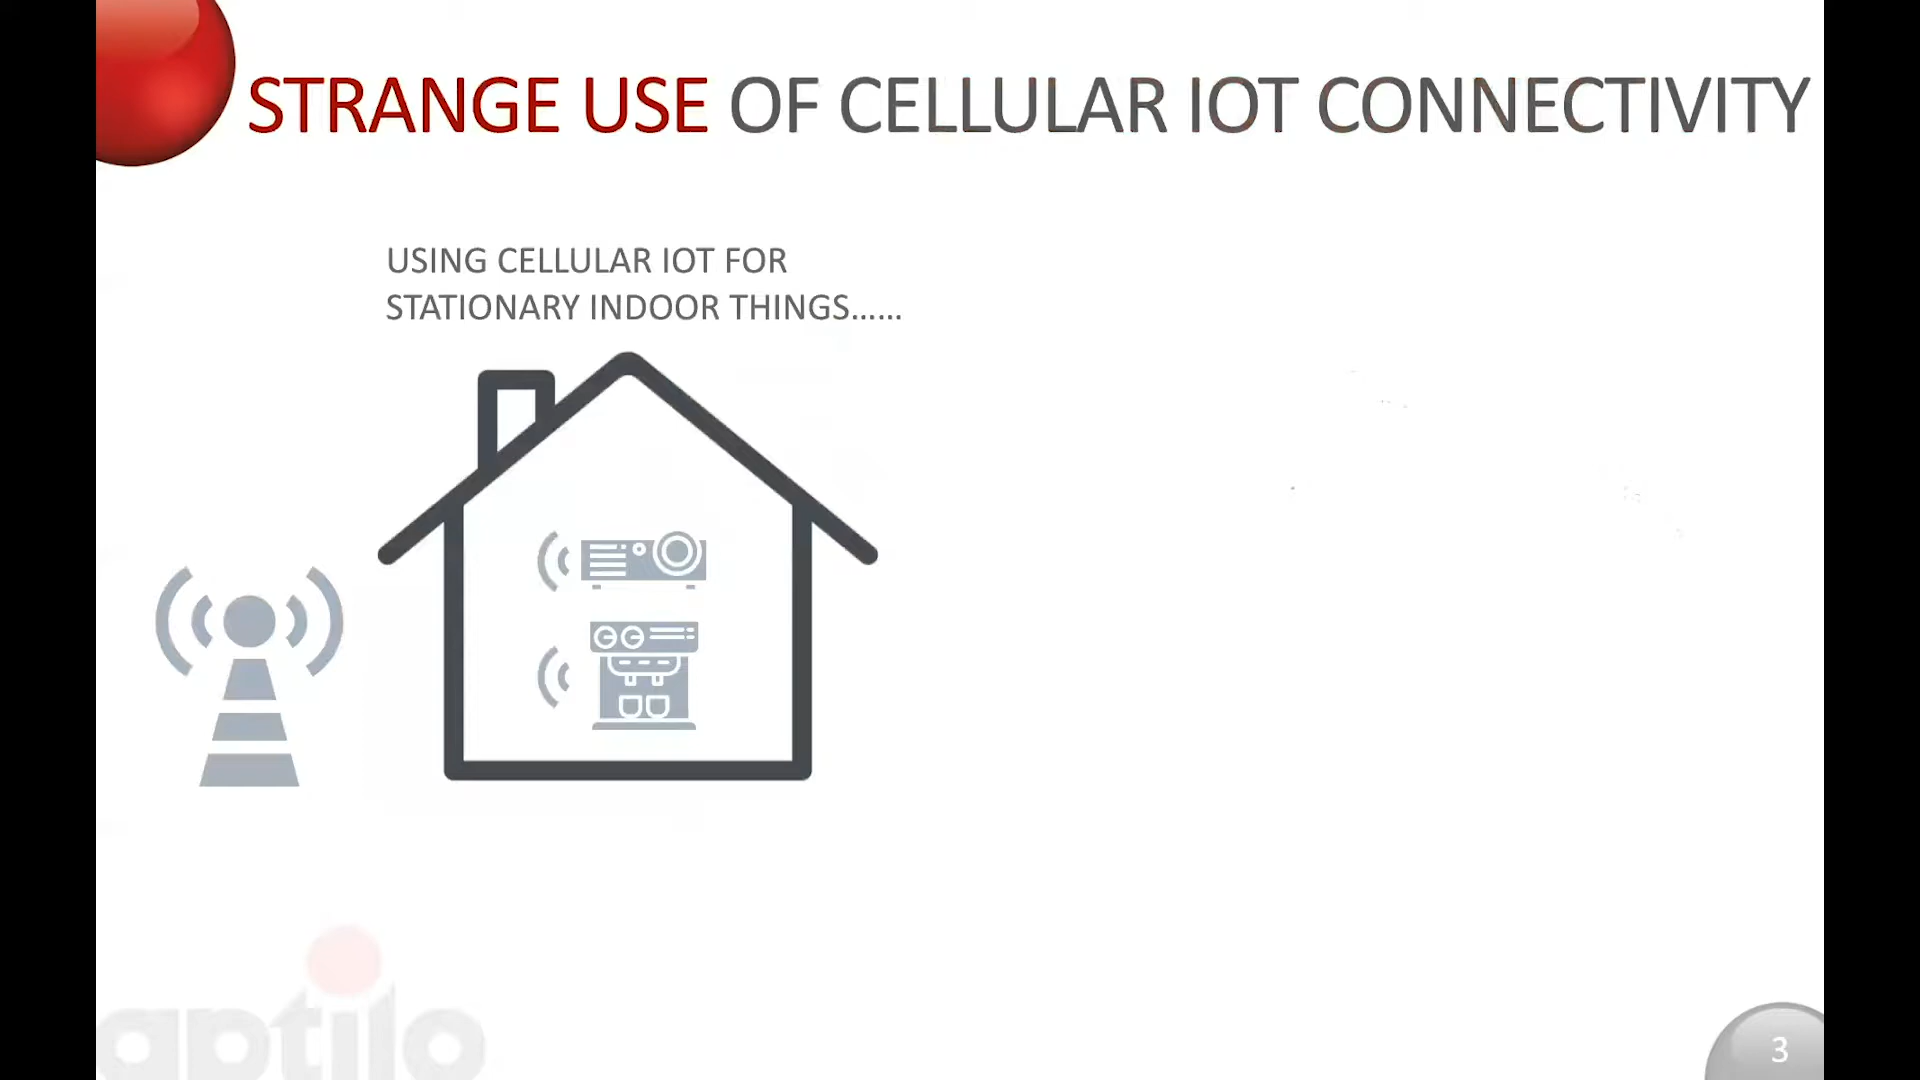 STRANGE USE OF CELLULAR IOT CONNECTIVITY
USING CELLULAR IOT FOR
STATIONARY INDOOR THINGS......
aptilo
3